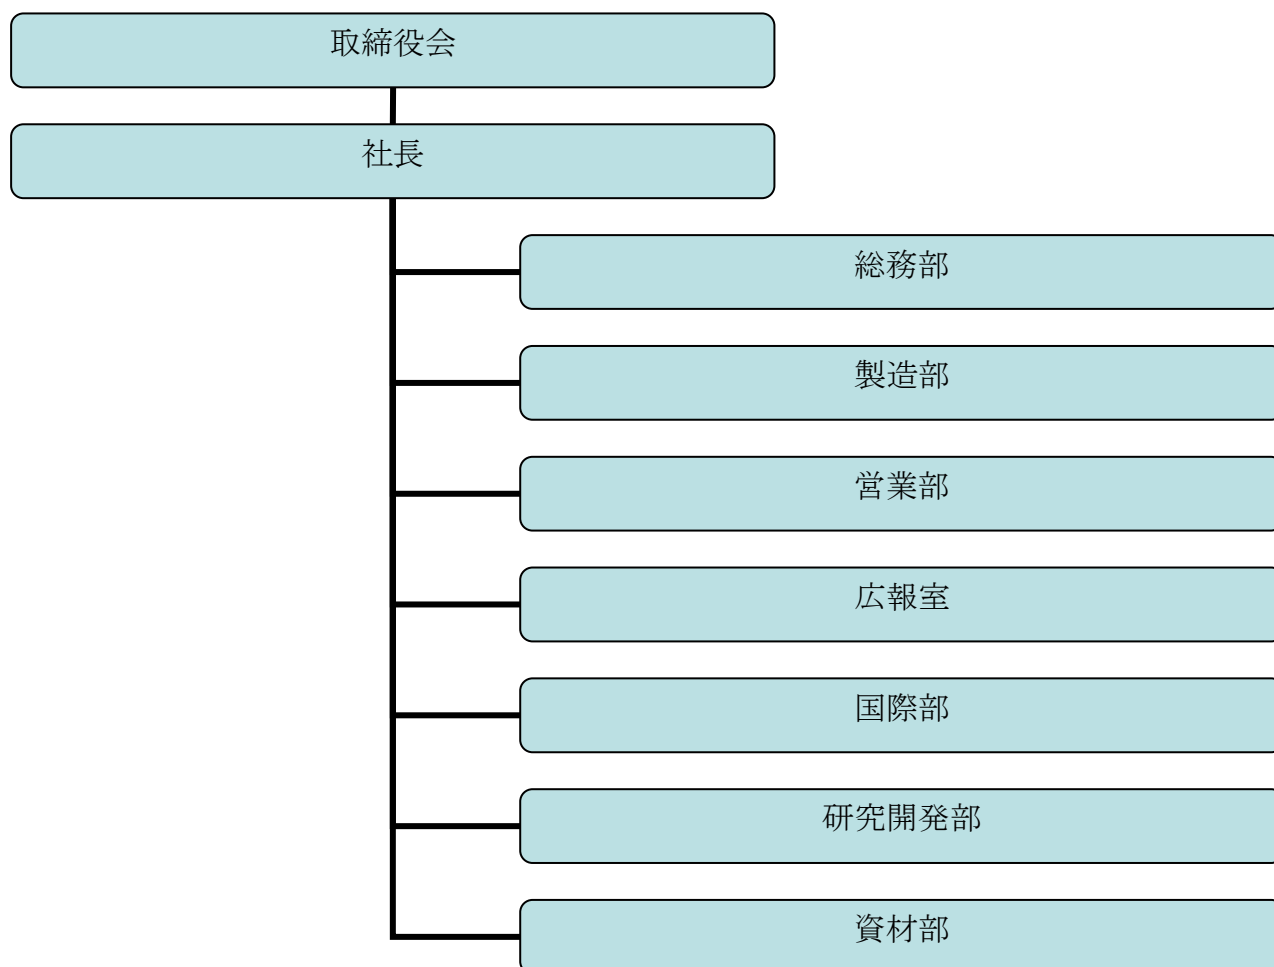 取締役会
社長
総務部
製造部
営業部
広報室
国際部
研究開発部
資材部